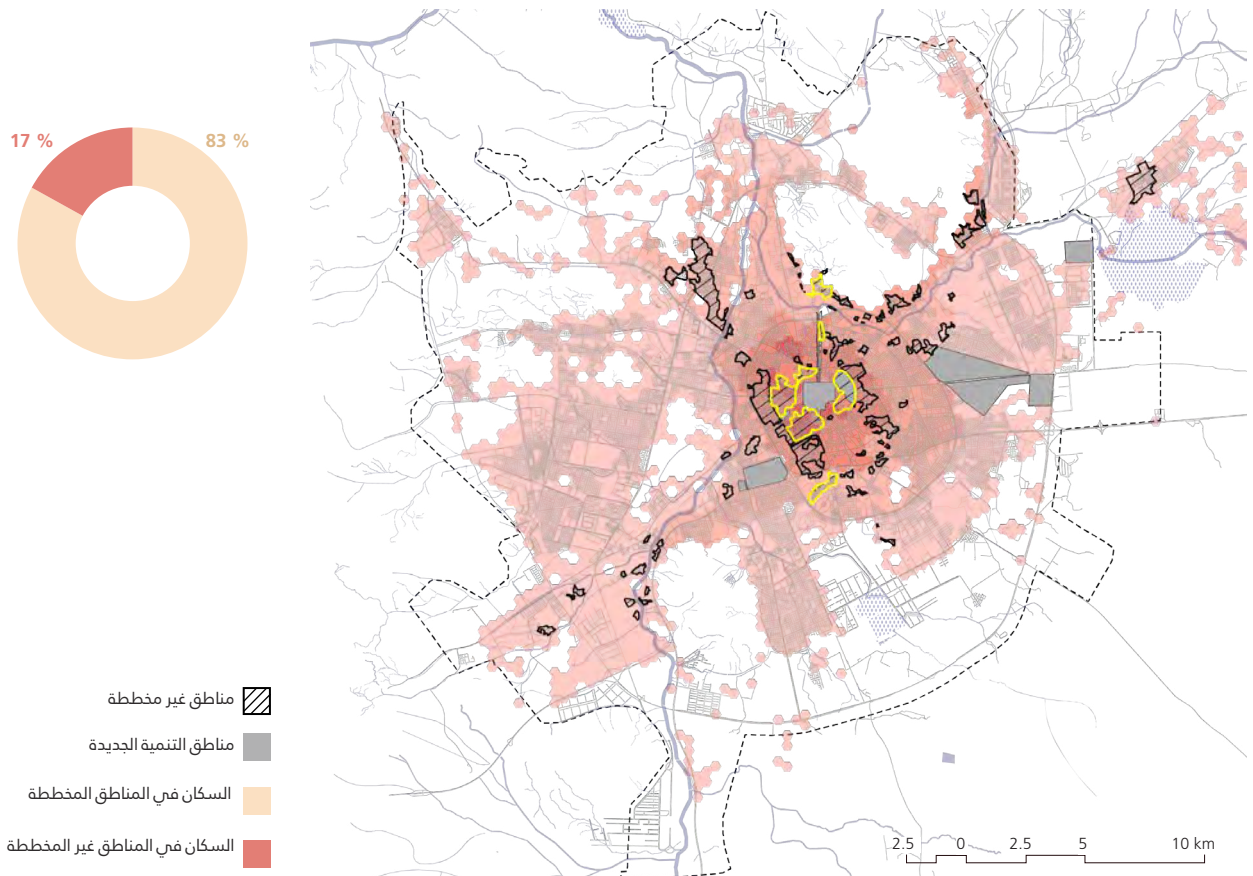 17 %
83 %
مناطق غير مخططة
مناطق التنمية الجديدة
السكان في المناطق المخططة
السكان في المناطق غير المخططة
2.5 0 2.5 5 10 km